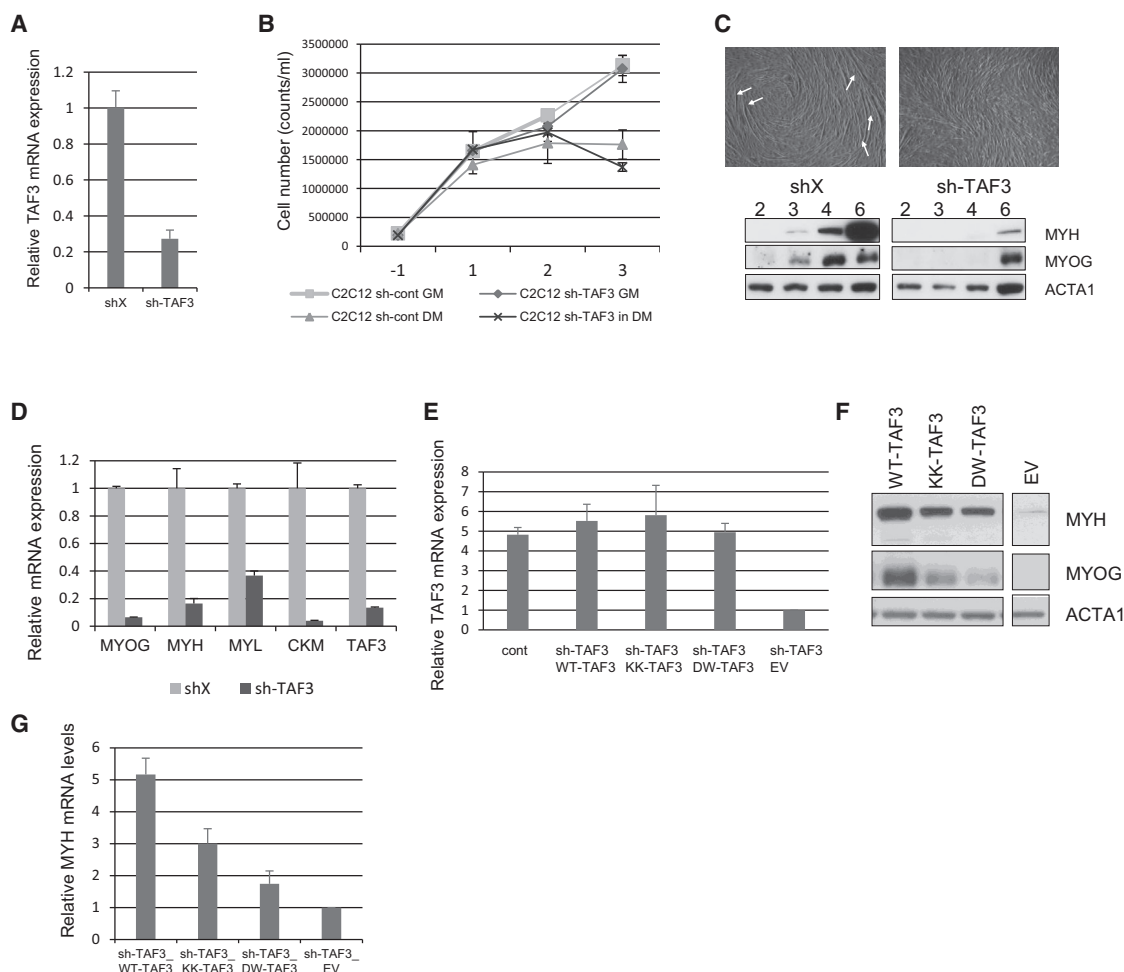 A
Relative TAF3 mRNA expression
1.2
1
0.8
0.6
0.4
0.2
0
shX
sh-TAF3
B
Cell number (counts/ml)
3500000
3000000
2500000
2000000
1500000
1000000
500000
0
-1
1
2
3
C2C12 sh-cont GM
C2C12 sh-TAF3 GM
C2C12 sh-cont DM
C2C12 sh-TAF3 in DM
C
shX
sh-TAF3
2 3 4 6
2 3 4 6
MYH
MYOG
ACTA1
D
Relative mRNA expression
1.2
1
0.8
0.6
0.4
0.2
0
MYOG
MYH
MYL
CKM
TAF3
shX
sh-TAF3
E
Relative TAF3 mRNA expression
8
7
6
5
4
3
2
1
0
cont
sh-TAF3
WT-TAF3
sh-TAF3
KK-TAF3
sh-TAF3
DW-TAF3
sh-TAF3
EV
F
WT-TAF3
KK-TAF3
DW-TAF3
EV
MYH
MYOG
ACTA1
G
Relative MYH mRNA levels
6
5
4
3
2
1
0
sh-TAF3_
WT-TAF3
sh-TAF3_
KK-TAF3
sh-TAF3_
DW-TAF3
sh-TAF3_
EV